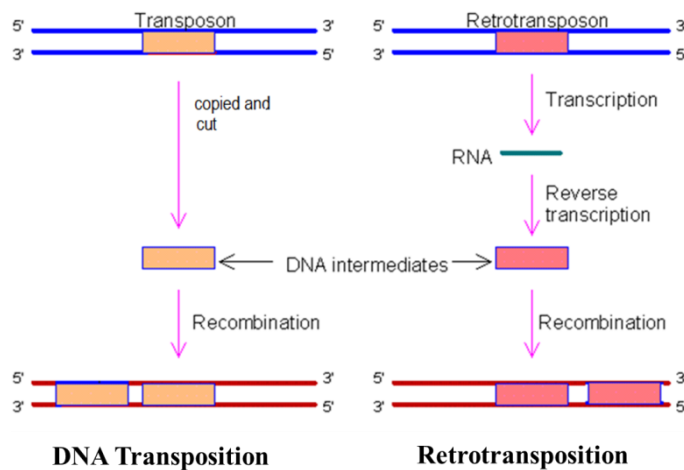 Transposon
5' 3'
3' 5'
copied and
cut
Recombination
5' 3'
3' 5'
DNA Transposition
Retrotransposon
5' 3'
3' 5'
Transcription
RNA
Reverse
transcription
DNA intermediates
Recombination
5' 3'
3' 5'
Retrotransposition